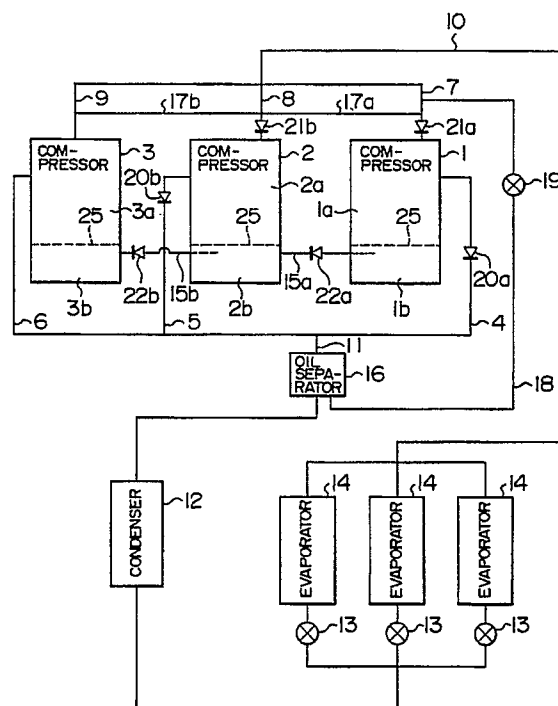 10
7
9
17b
8
17a
21b
21a
COM-
PRESSOR
3
COM-
PRESSOR
2
COM-
PRESSOR
1
20b
2a
19
3a
1a
25
25
25
20a
22b
15b
15a
22a
3b
2b
1b
6
5
11
4
OIL
SEPA-
RATOR
16
18
CONDENSER
12
14
14
14
EVAPORATOR
EVAPORATOR
EVAPORATOR
13
13
13